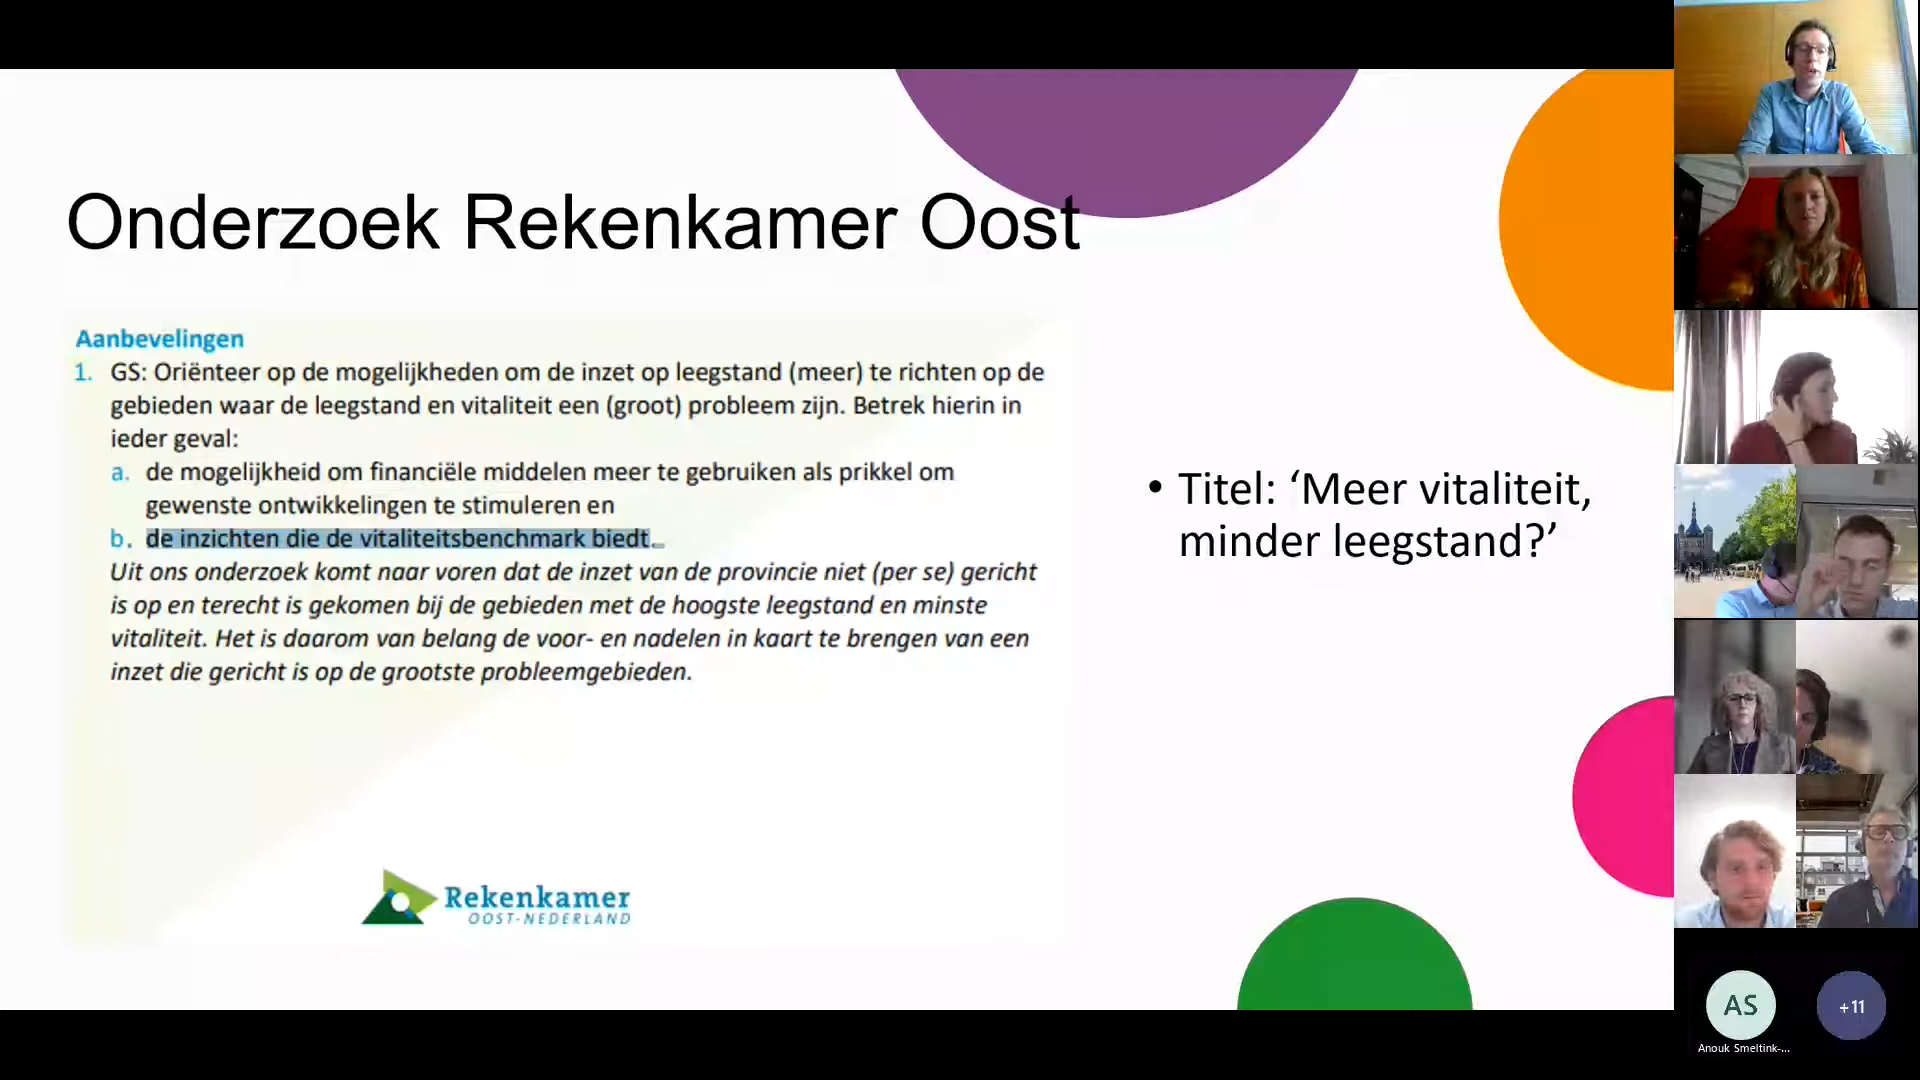 Onderzoek Rekenkamer Oost
Aanbevelingen
1. GS: Oriënteer op de mogelijkheden om de inzet op leegstand (meer) te richten op de
gebieden waar de leegstand en vitaliteit een (groot) probleem zijn. Betrek hierin in
ieder geval:
a. de mogelijkheid om financiële middelen meer te gebruiken als prikkel om
gewenste ontwikkelingen te stimuleren en
b. de inzichten die de vitaliteitsbenchmark biedt.
Uit ons onderzoek komt naar voren dat de inzet van de provincie niet (per se) gericht
is op en terecht is gekomen bij de gebieden met de hoogste leegstand en minste
vitaliteit. Het is daarom van belang de voor- en nadelen in kaart te brengen van een
inzet die gericht is op de grootste probleemgebieden.
Rekenkamer
OOST-NEDERLAND
• Titel: ‘Meer vitaliteit,
minder leegstand?’
AS
+11
Anouk Smeltink-...